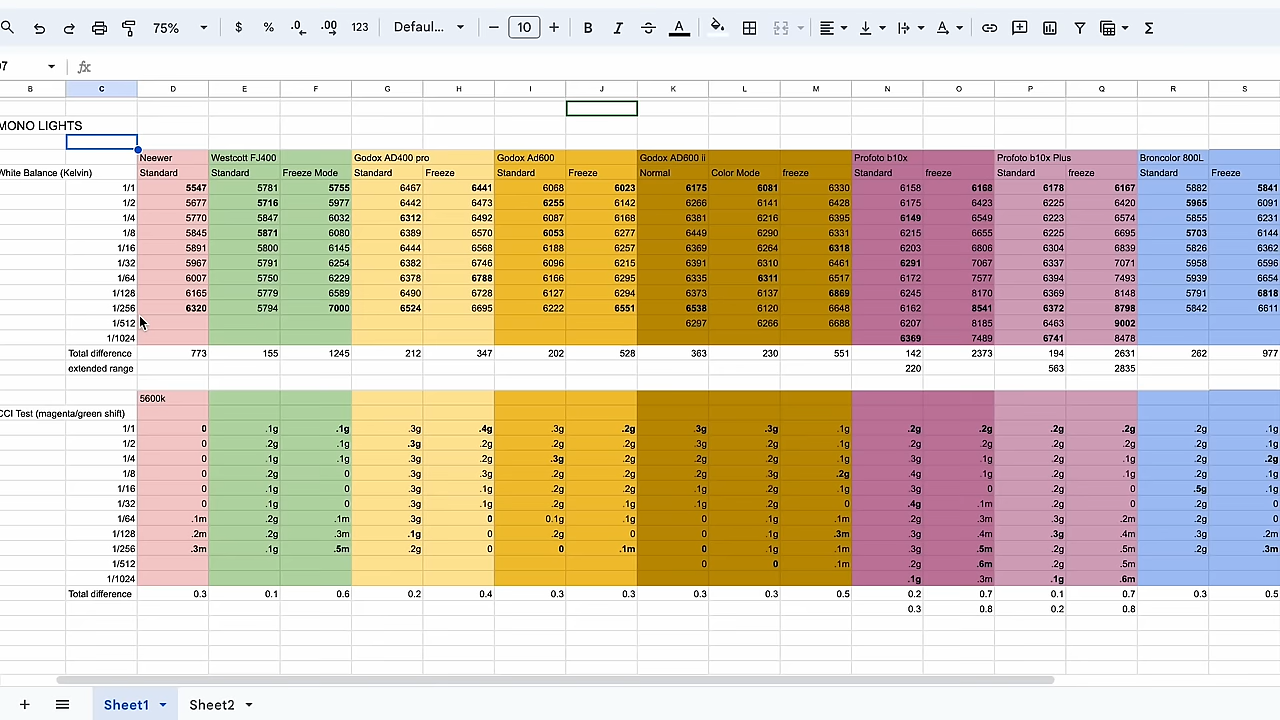 75% $ % .0 .00 123 Defaul... − 10 + B I A Σ
07 fx
B C D E F G H I J K L M N O P Q R S
MONO LIGHTS
Neewer Westcott FJ400 Godox AD400 pro Godox Ad600 Godox AD600 ii Profoto b10x Profoto b10x Plus Broncolor 800L
White Balance (Kelvin) Standard Standard Freeze Mode Standard Freeze Standard Freeze Normal Color Mode freeze Standard freeze Standard freeze Standard Freeze
1/1 5547 5781 5755 6467 6441 6068 6023 6175 6081 6330 6158 6168 6178 6167 5882 5841
1/2 5677 5716 5977 6442 6473 6255 6142 6266 6141 6428 6175 6423 6225 6420 5965 6091
1/4 5770 5847 6032 6312 6492 6087 6168 6381 6216 6395 6149 6549 6223 6574 5855 6231
1/8 5845 5871 6080 6389 6570 6053 6277 6449 6290 6331 6215 6655 6225 6695 5703 6144
1/16 5891 5800 6145 6444 6568 6188 6257 6369 6264 6318 6203 6806 6304 6839 5826 6362
1/32 5967 5791 6254 6382 6746 6096 6215 6391 6310 6461 6291 7067 6337 7071 5958 6596
1/64 6007 5750 6229 6378 6788 6166 6295 6335 6311 6517 6172 7577 6394 7493 5939 6654
1/128 6165 5779 6589 6490 6728 6127 6294 6373 6137 6869 6245 8170 6369 8148 5791 6818
1/256 6320 5794 7000 6524 6695 6222 6551 6538 6120 6648 6162 8541 6372 8798 5842 6611
1/512 6297 6266 6688 6207 8185 6463 9002
1/1024 6369 7489 6741 8478
Total difference 773 155 1245 212 347 202 528 363 230 551 142 2373 194 2631 262 977
extended range 220 563 2835
5600k
CCI Test (magenta/green shift)
1/1 0 .1g .1g .3g .4g .3g .2g .3g .3g .1g .2g .2g .2g .2g .2g .1g
1/2 0 .2g .1g .3g .2g .2g .2g .2g .2g .2g .2g .2g .2g .2g .2g .1g
1/4 0 .1g .1g .3g .2g .3g .2g .2g .2g .1g .3g .1g .2g .1g .2g .2g
1/8 0 .2g 0 .3g .3g .2g .2g .2g .3g .2g .4g .1g .2g .1g .2g .1g
1/16 0 .1g 0 .3g .1g .2g .2g .1g .2g .1g .3g 0 .2g 0 .5g .1g
1/32 0 .1g 0 .3g .1g .2g .2g .1g .2g 0 .4g .1m .2g 0 .2g 0
1/64 .1m .2g .1m .3g 0 0.1g .1g 0 .2g .1m .2g .3m .3g .2m .2g 0
1/128 .2m .2g .3m .1g 0 .2g 0 0 .1g .3m .3g .4m .3g .4m .3g .2m
1/256 .3m .1g .5m .2g 0 0 .1m 0 .1g .1m .3g .5m .2g .5m .2g .3m
1/512 0 0 .1m .2g .6m .2g .5m
1/1024 .1g .3m .1g .6m
Total difference 0.3 0.1 0.6 0.2 0.4 0.3 0.3 0.3 0.3 0.5 0.2 0.7 0.1 0.7 0.3 0.5
0.3 0.8 0.2 0.8
+ Sheet1 Sheet2